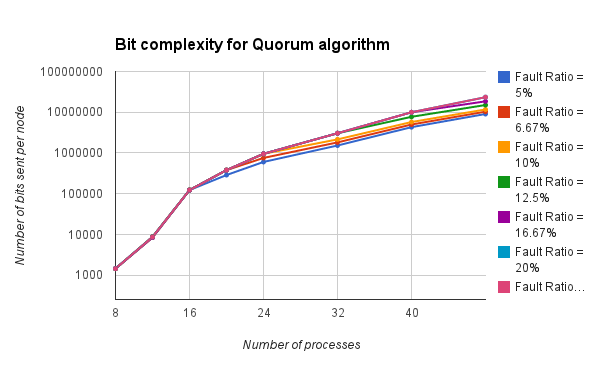 Bit complexity for Quorum algorithm
Number of bits sent per node
100000000
10000000
1000000
100000
10000
1000
8
16
24
32
40
Number of processes
Fault Ratio =
5%
Fault Ratio =
6.67%
Fault Ratio =
10%
Fault Ratio =
12.5%
Fault Ratio =
16.67%
Fault Ratio =
20%
Fault Ratio...